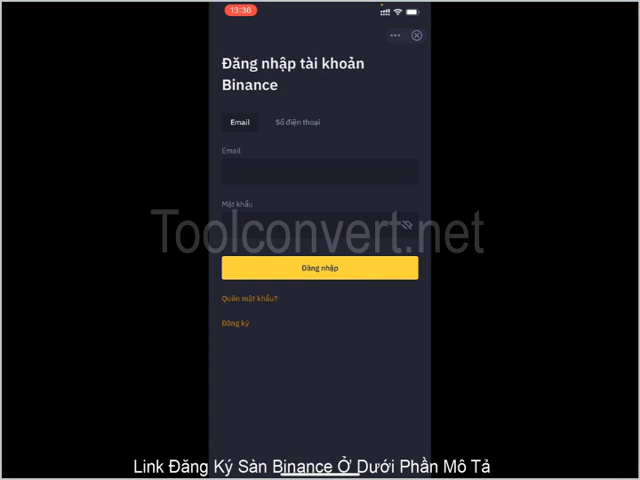 13:36
Đăng nhập tài khoản
Binance
Email
Số điện thoại
Email
Mật khẩu
Toolconvert.net
Đăng nhập
Quên mật khẩu?
Đăng ký
Link Đăng Ký Sàn Binance Ở Dưới Phần Mô Tả